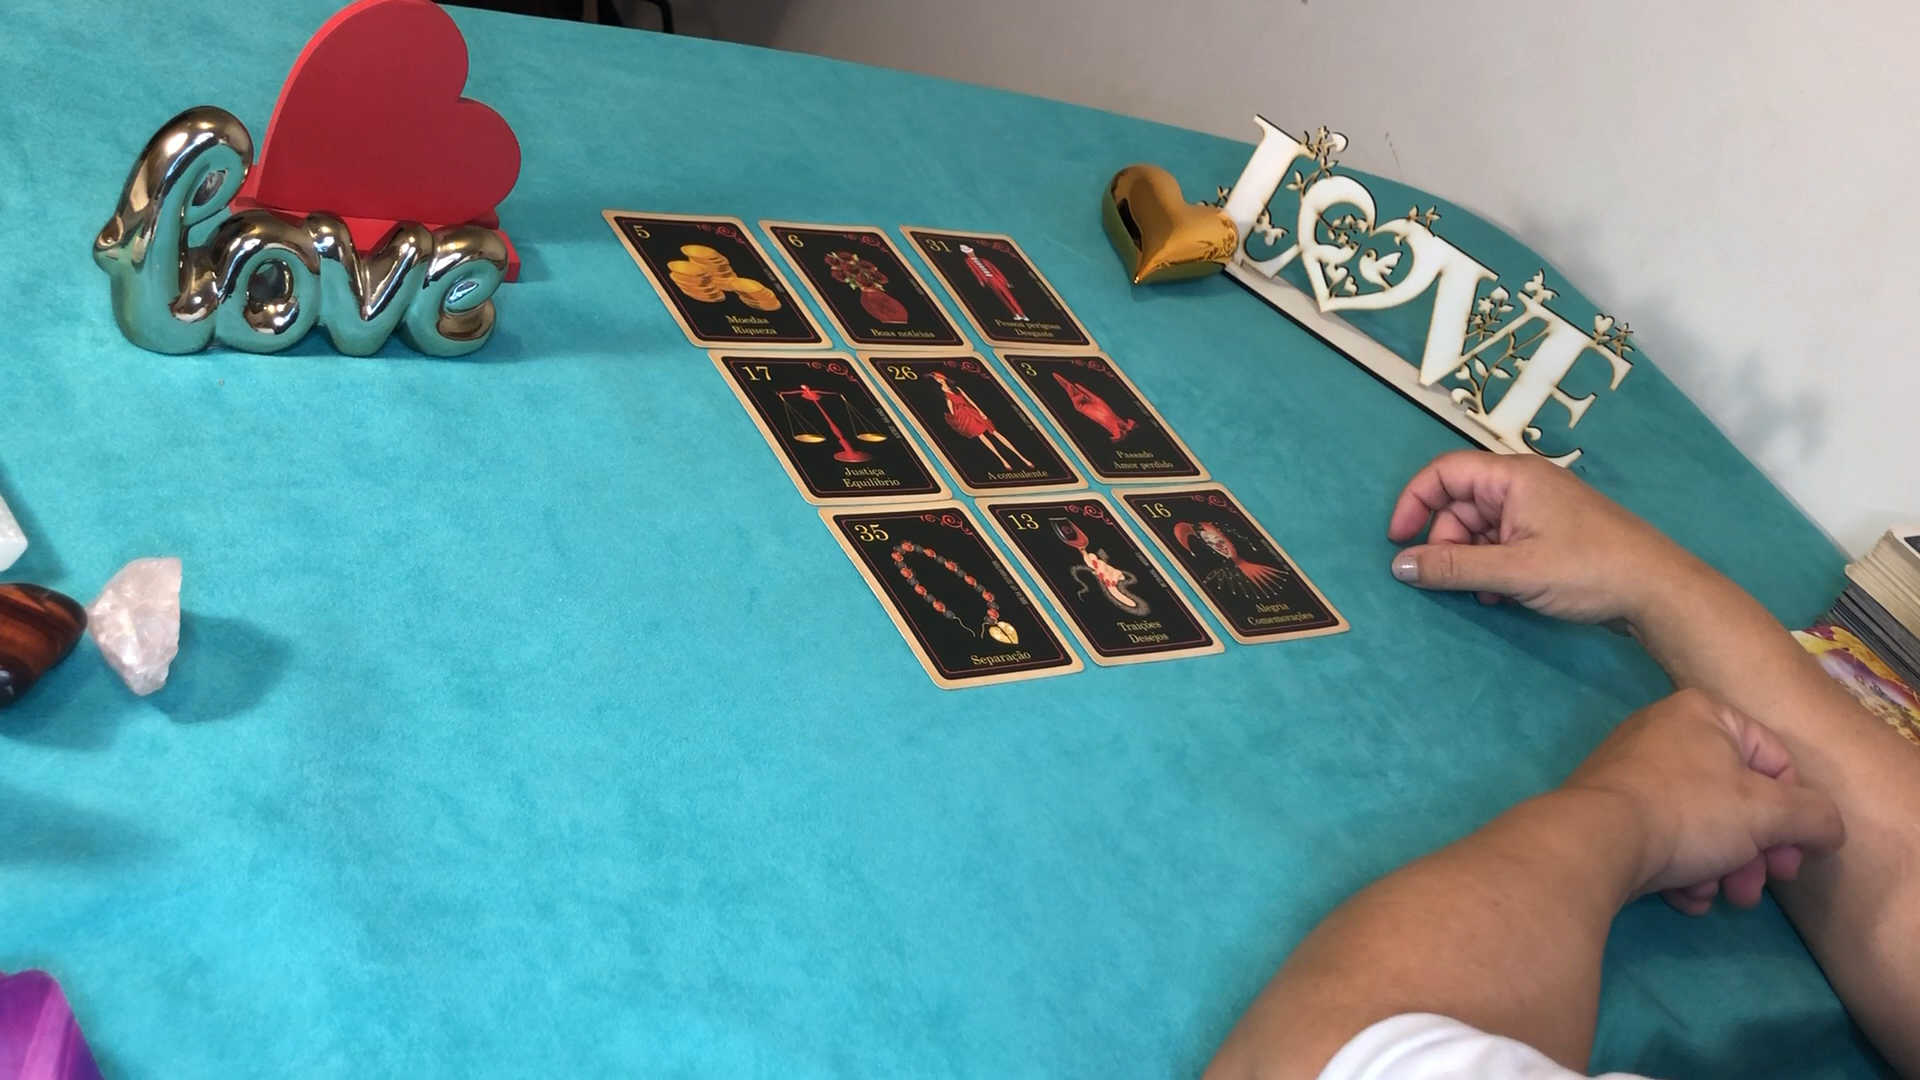 Love
LOVE
5
Moedas
Riqueza
6
Boas notícias
31
Pessoa perigosa
Desgaste
17
Justiça
Equilíbrio
26
A consulente
3
Passado
Amor perdido
35
Separação
13
Traições
Desejos
16
Alegria
Comemorações